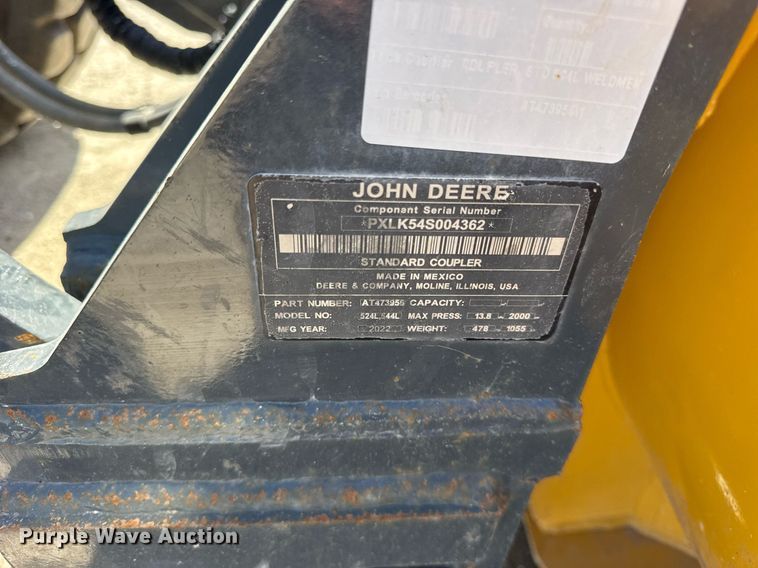 COUPLER
WELDMEN
JOHN DEERE
Component Serial Number
*PXLK54S004362*
STANDARD COUPLER
MADE IN MEXICO
DEERE & COMPANY, MOLINE, ILLINOIS, USA
PART NUMBER: AT473956 CAPACITY:
MODEL NO: 524L,544L MAX PRESS: 13.8 2000
MFG YEAR: 2022 WEIGHT: 478 1055
Purple Wave Auction